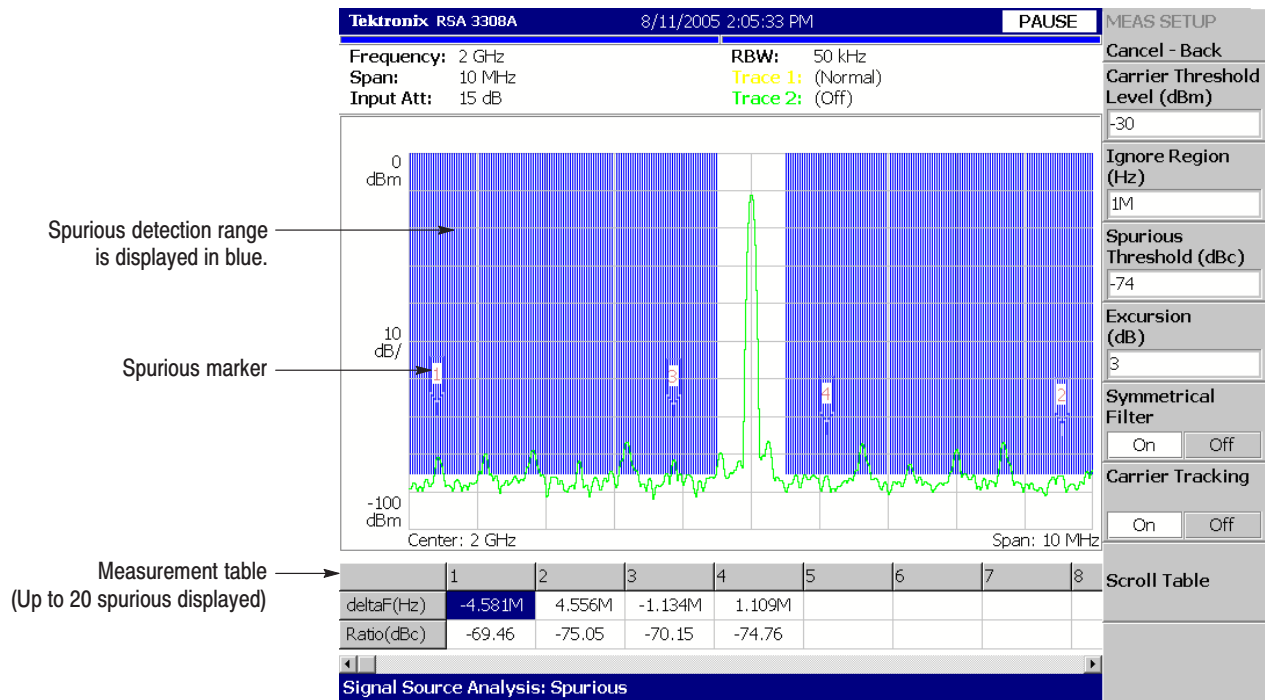 Tektronix RSA 3308A 8/11/2005 2:05:33 PM PAUSE
Frequency: 2 GHz
Span: 10 MHz
Input Att: 15 dB
RBW: 50 kHz
Trace 1: (Normal)
Trace 2: (Off)
0
dBm
10
dB/
-100
dBm
1
3
4
2
Center: 2 GHz Span: 10 MHz
Spurious detection range
is displayed in blue.
Spurious marker
Measurement table
(Up to 20 spurious displayed)
1 2 3 4 5 6 7 8
deltaF(Hz) -4.581M 4.556M -1.134M 1.109M
Ratio(dBc) -69.46 -75.05 -70.15 -74.76
Signal Source Analysis: Spurious
MEAS SETUP
Cancel - Back
Carrier Threshold
Level (dBm)
-30
Ignore Region
(Hz)
1M
Spurious
Threshold (dBc)
-74
Excursion
(dB)
3
Symmetrical
Filter
On Off
Carrier Tracking
On Off
Scroll Table